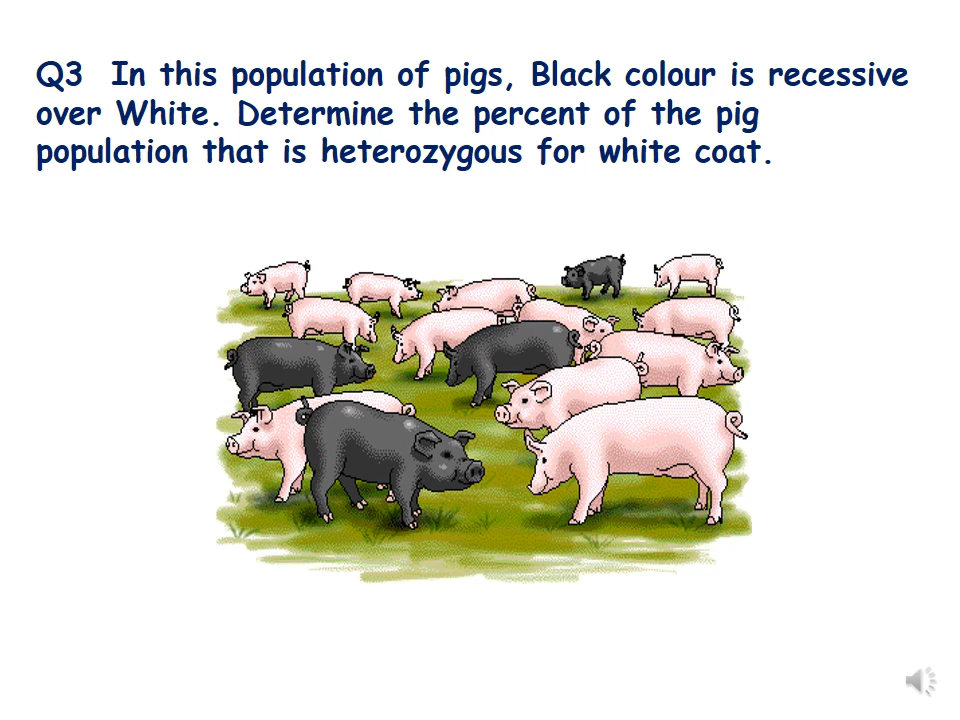 Q3 In this population of pigs, Black colour is recessive
over White. Determine the percent of the pig
population that is heterozygous for white coat.